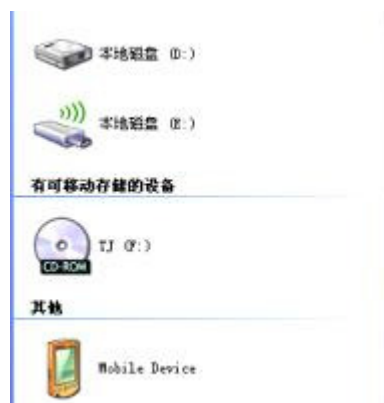 本地磁盘 (D:)
本地磁盘 (E:)
有可移动存储的设备
TJ (F:)
CD-ROM
其他
Mobile Device